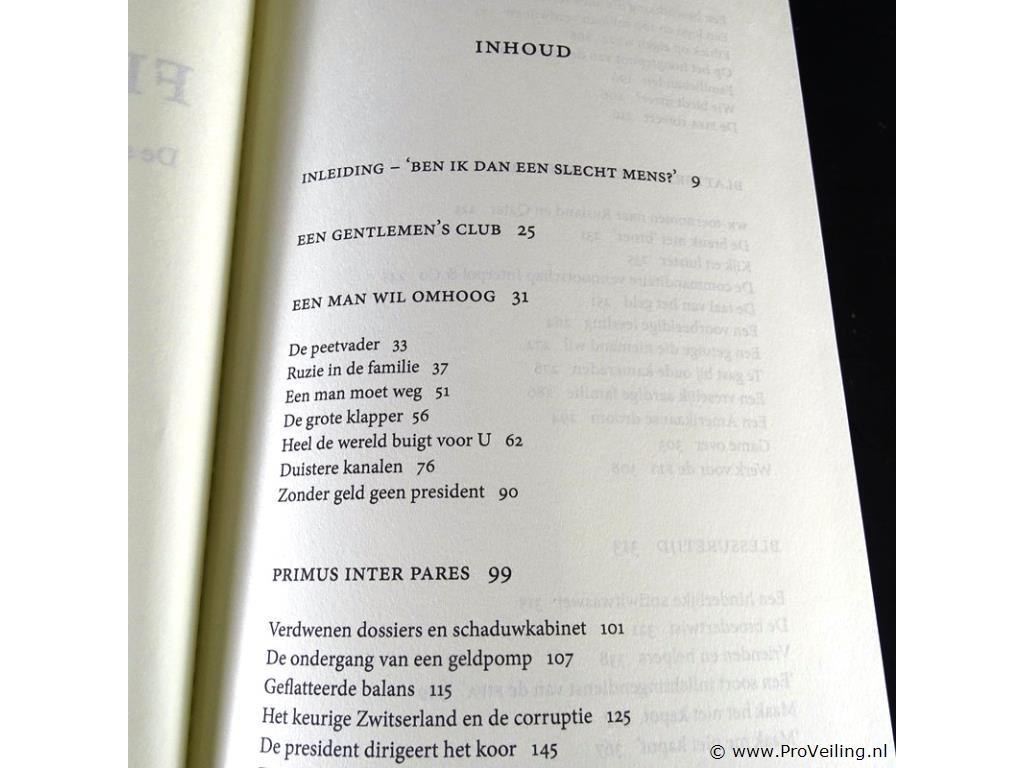 INHOUD
INLEIDING – ‘BEN IK DAN EEN SLECHT MENS?’ 9
EEN GENTLEMEN’S CLUB 25
EEN MAN WIL OMHOOG 31
De peetvader 33
Ruzie in de familie 37
Een man moet weg 51
De grote klapper 56
Heel de wereld buigt voor U 62
Duistere kanalen 76
Zonder geld geen president 90
PRIMUS INTER PARES 99
Verdwenen dossiers en schaduwkabinet 101
De ondergang van een geldpomp 107
Geflatteerde balans 115
Het keurige Zwitserland en de corruptie 125
De president dirigeert het koor 145
© www.ProVeiling.nl